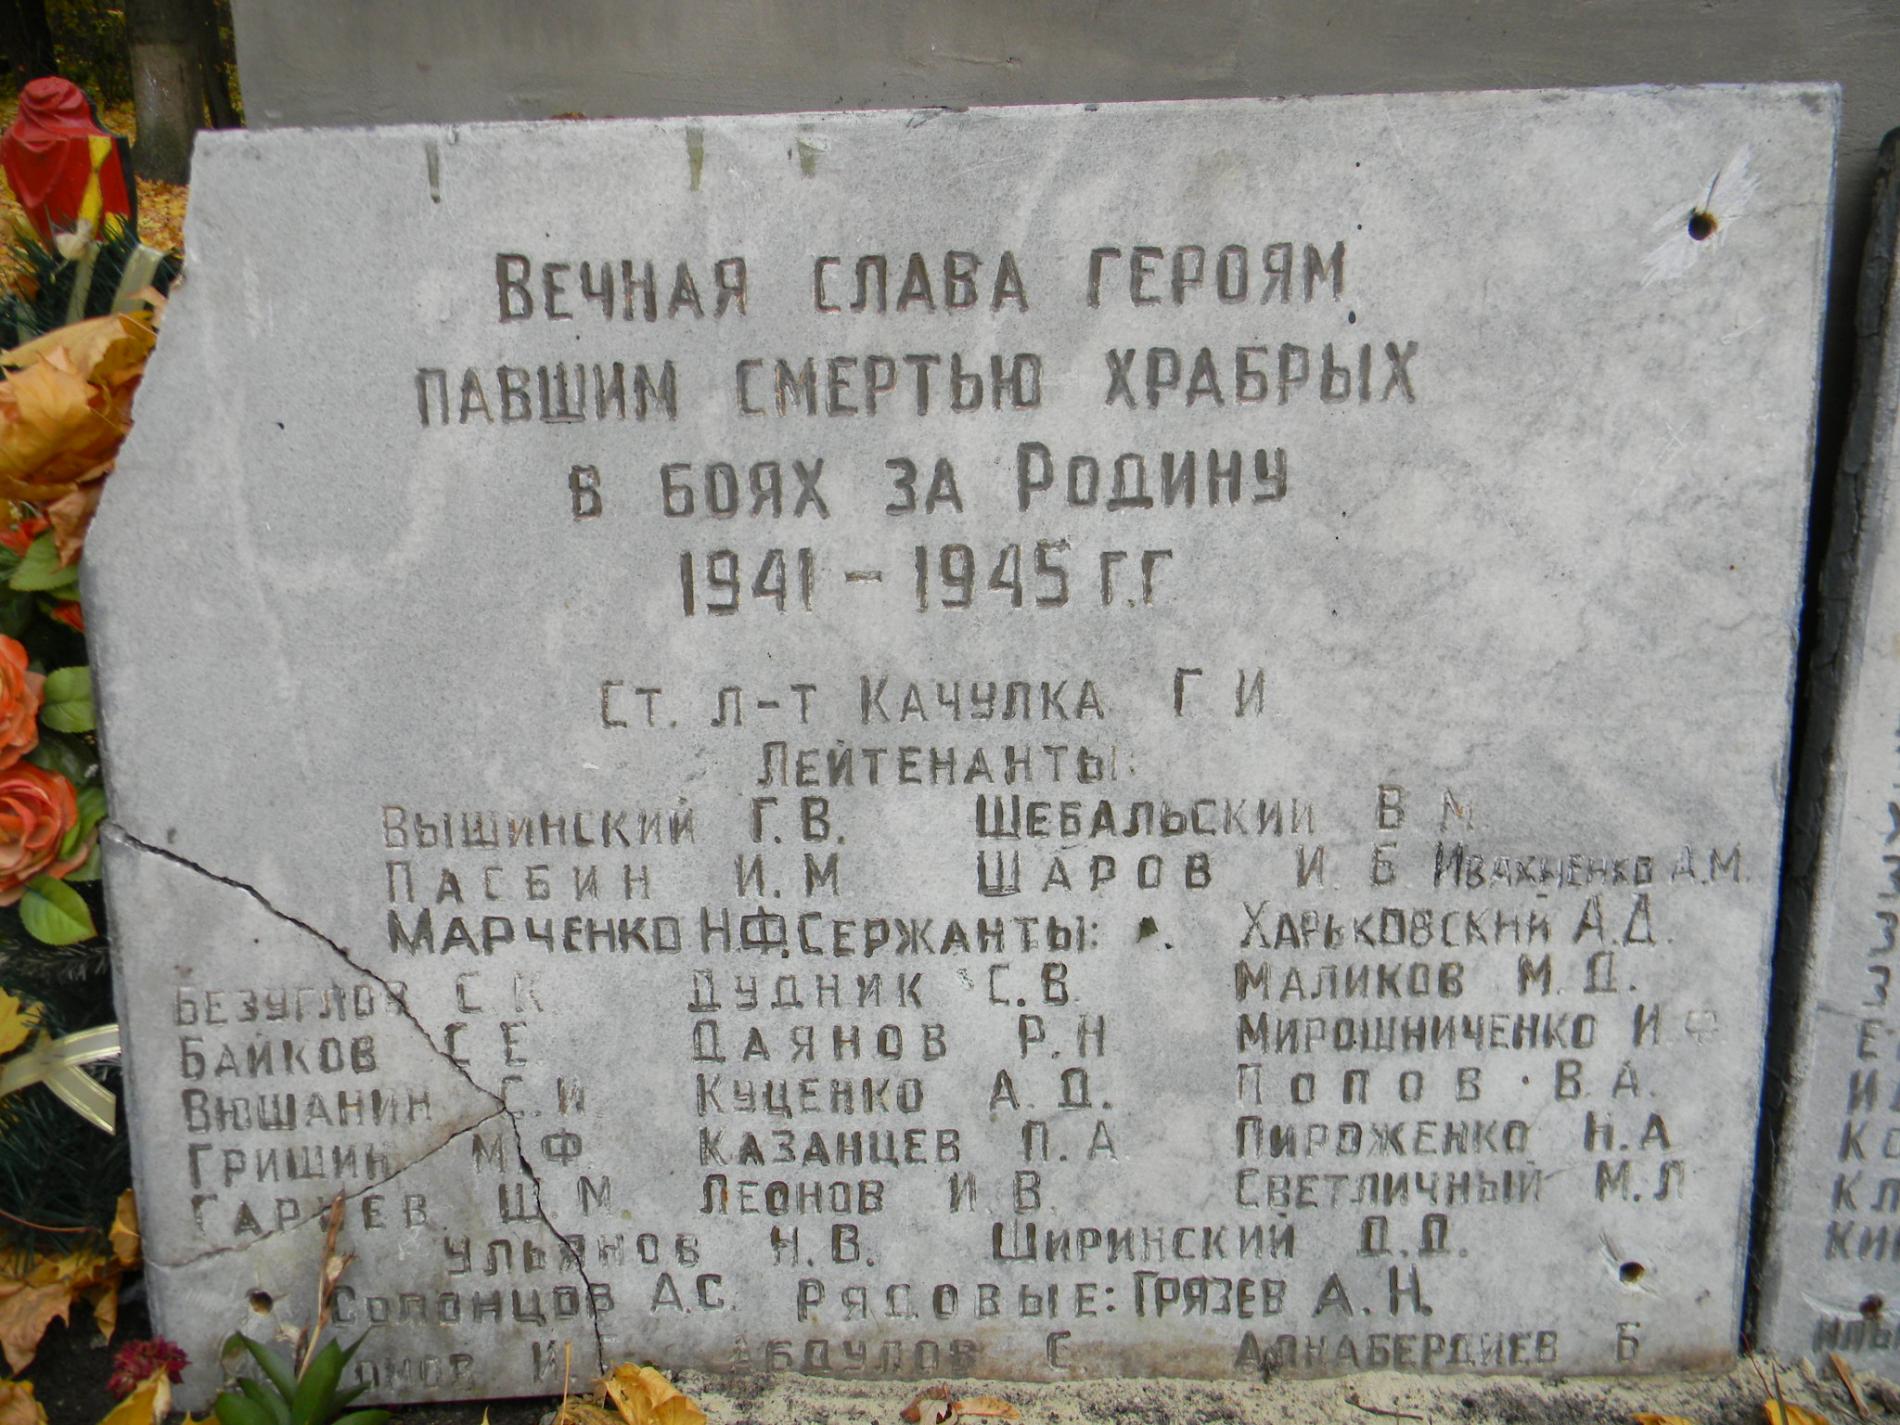 Вечная слава героям
павшим смертью храбрых
в боях за Родину
1941 - 1945 г.г
Ст. л-т Качулка Г И
Лейтенанты:
Вышинский Г. В. Шебальский В М
Пасбин И. М Шаров И. Б. Ивахненко А.М.
Марченко Н.Ф. Сержанты: Харьковский А.Д.
Безуглов С К Дудник С. В. Маликов М. Д.
Байков С Е Даянов Р. Н Мирошниченко И Ф
Вюшанин С. И Куценко А. Д. Попов В. А.
Гришин М. Ф. Казанцев П. А Пироженко Н. А
Ш. М Леонов И. В. Светличный М. Л
Ульянов Н. В. Ширинский Д. Д.
Солонцов А.С. Рядовые: Грязев А. Н.
И Абдулов С Б